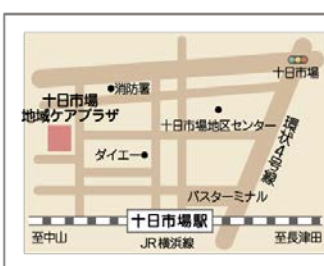 十日市場
消防署
十日市場
地域ケアプラザ
十日市場地区センター
環状4号線
ダイエー
バスターミナル
十日市場駅
至中山
JR横浜線
至長津田